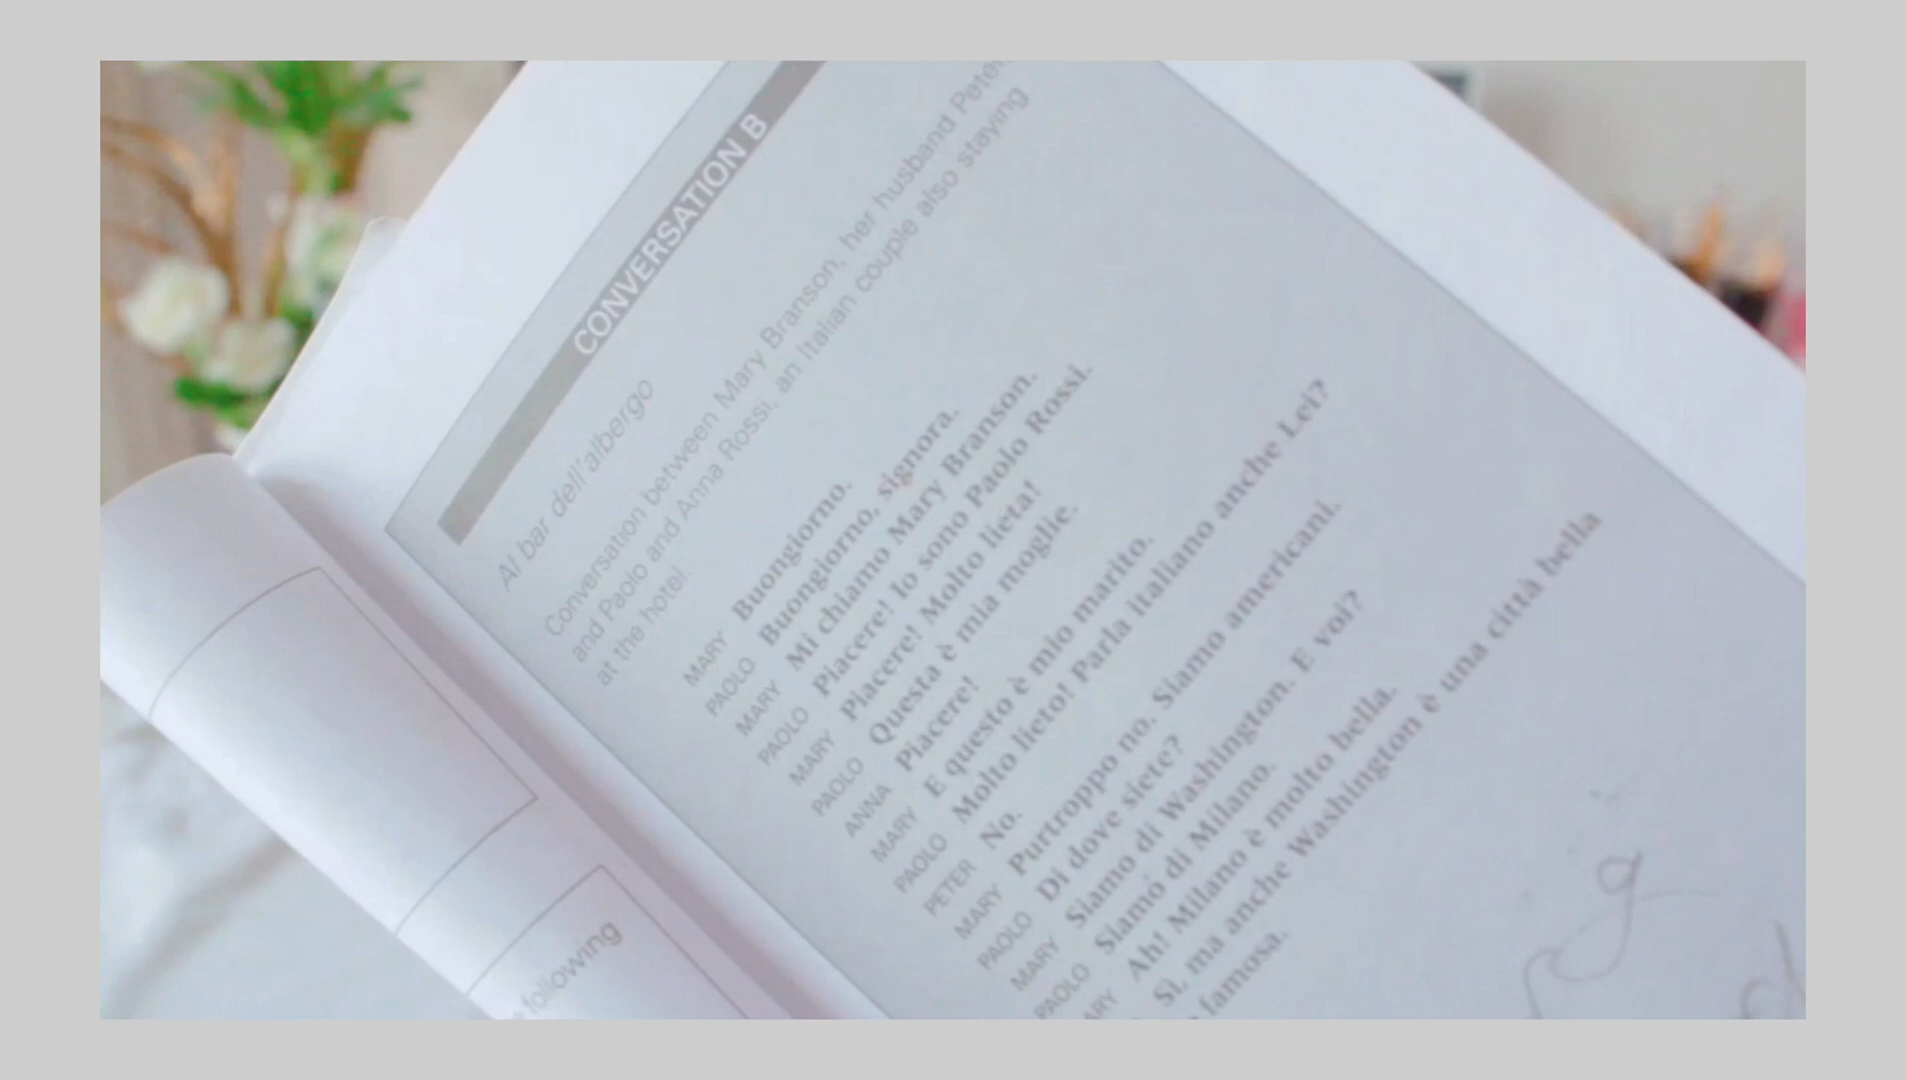 CONVERSATION B
Al bar dell'albergo
Conversation between Mary Branson, her husband Peter
and Paolo and Anna Rossi, an Italian couple also staying
at the hotel.
MARY Buongiorno.
PAOLO Buongiorno, signora.
MARY Mi chiamo Mary Branson.
PAOLO Piacere! Io sono Paolo Rossi.
MARY Piacere! Molto lieta!
PAOLO Questa è mia moglie.
ANNA Piacere!
MARY E questo è mio marito.
PAOLO Molto lieto! Parla italiano anche Lei?
PETER No.
MARY Purtroppo no. Siamo americani.
PAOLO Di dove siete?
MARY Siamo di Washington. E voi?
PAOLO Siamo di Milano.
ARY Ah! Milano è molto bella.
Sì, ma anche Washington è una città bella
famosa.
following
g